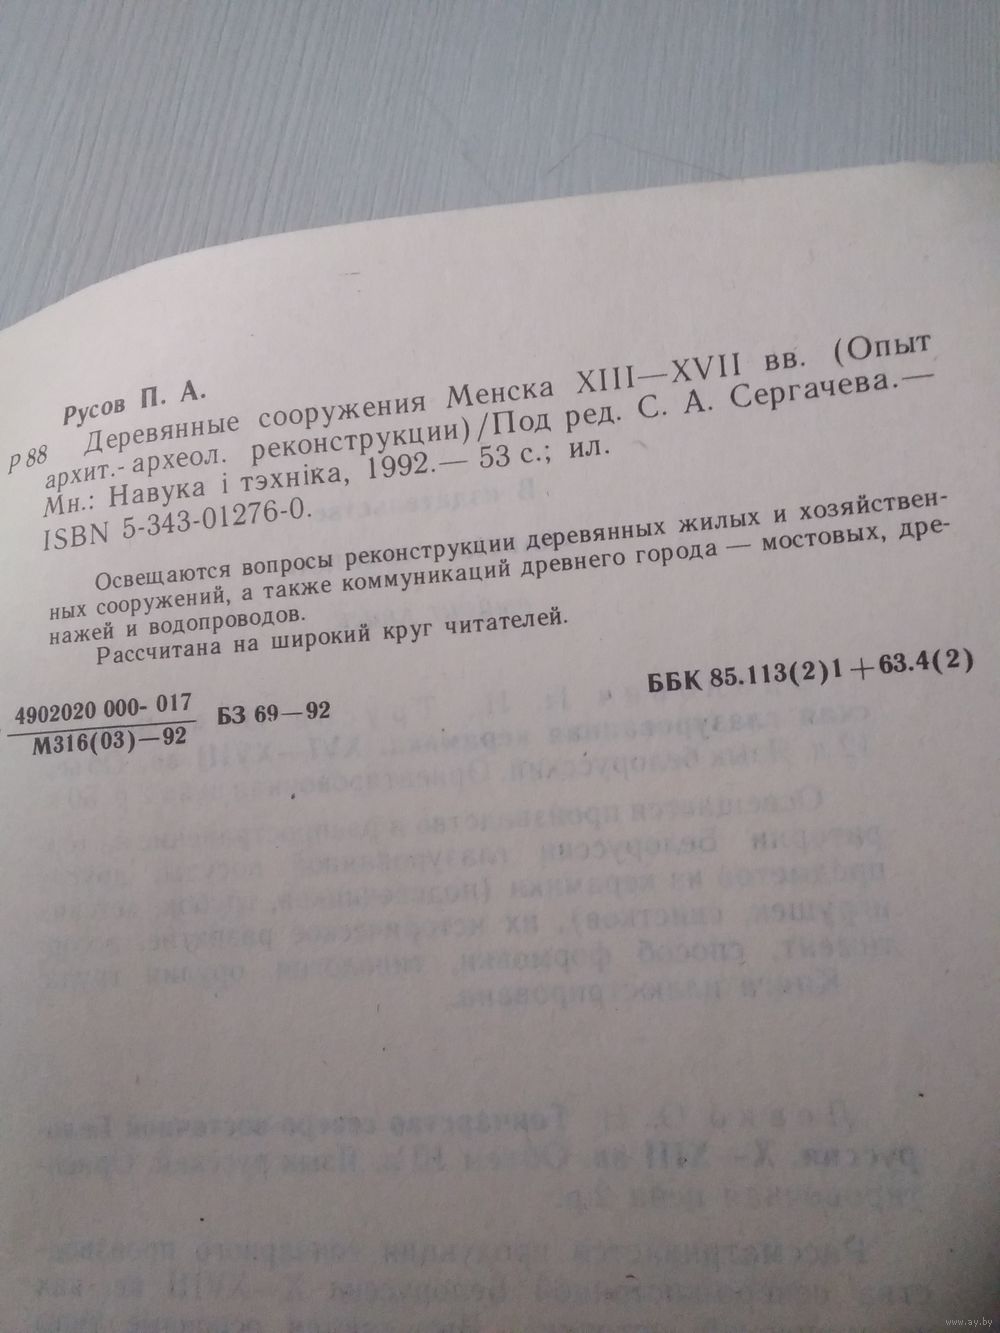 Русов П. А.
Р 88 Деревянные сооружения Менска XIII—XVII вв. (Опыт
архит.- археол. реконструкции)/Под ред. С. А. Сергачева.—
Мн.: Навука і тэхніка, 1992.— 53 с.; ил.
ISBN 5-343-01276-0.
Освещаются вопросы реконструкции деревянных жилых и хозяйствен-
ных сооружений, а также коммуникаций древнего города — мостовых, дре-
нажей и водопроводов.
Рассчитана на широкий круг читателей.
4902020 000- 017
М316(03)—92
БЗ 69—92
ББК 85.113(2)1+63.4(2)
www.ay.by